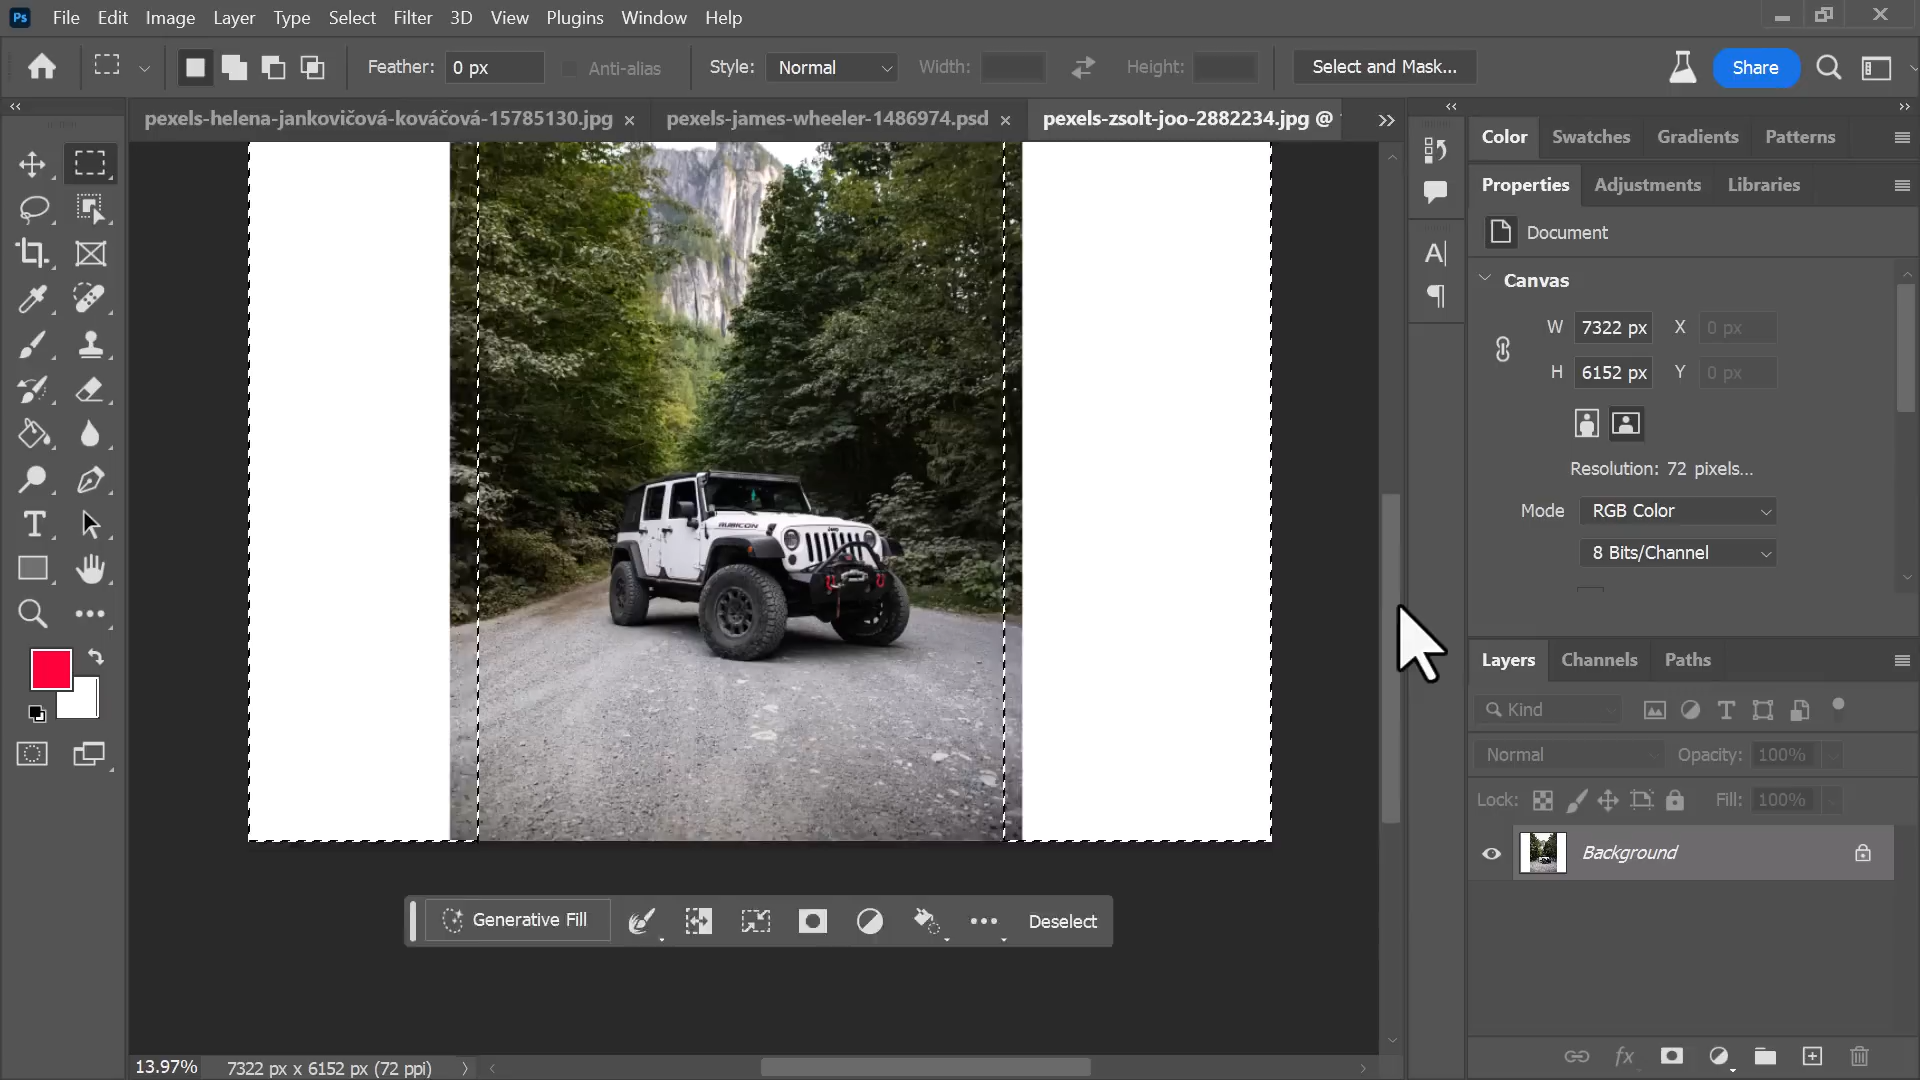 Ps File Edit Image Layer Type Select Filter 3D View Plugins Window Help
Feather: 0 px Anti-alias Style: Normal Width: Height: Select and Mask... Share
pexels-helena-jankovičová-kováčová-15785130.jpg × pexels-james-wheeler-1486974.psd × pexels-zsolt-joo-2882234.jpg @
Color Swatches Gradients Patterns
Properties Adjustments Libraries
Document
Canvas
W 7322 px X 0 px
H 6152 px Y 0 px
Resolution: 72 pixels...
Mode RGB Color
8 Bits/Channel
RUBICON
Jeep
Layers Channels Paths
Kind
Normal Opacity: 100%
Lock: Fill: 100%
Background
Generative Fill Deselect
13.97% 7322 px x 6152 px (72 ppi)